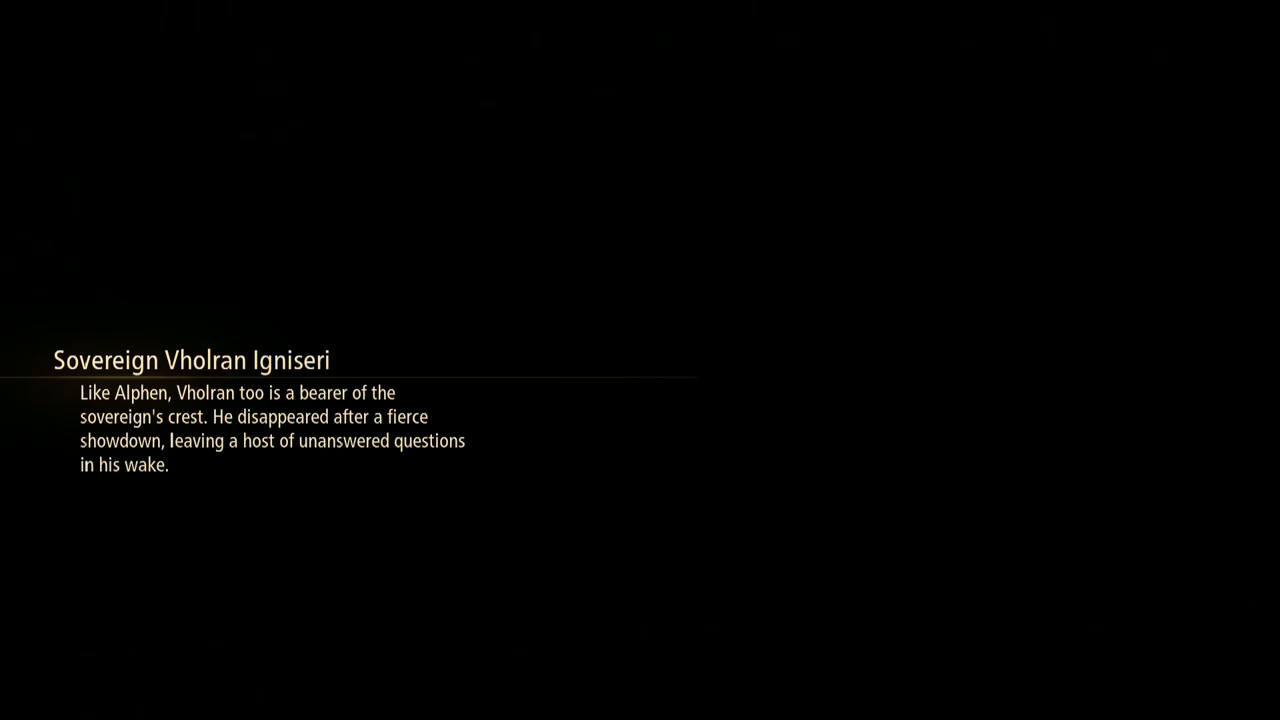 Sovereign Vholran Igniseri
Like Alphen, Vholran too is a bearer of the
sovereign's crest. He disappeared after a fierce
showdown, leaving a host of unanswered questions
in his wake.